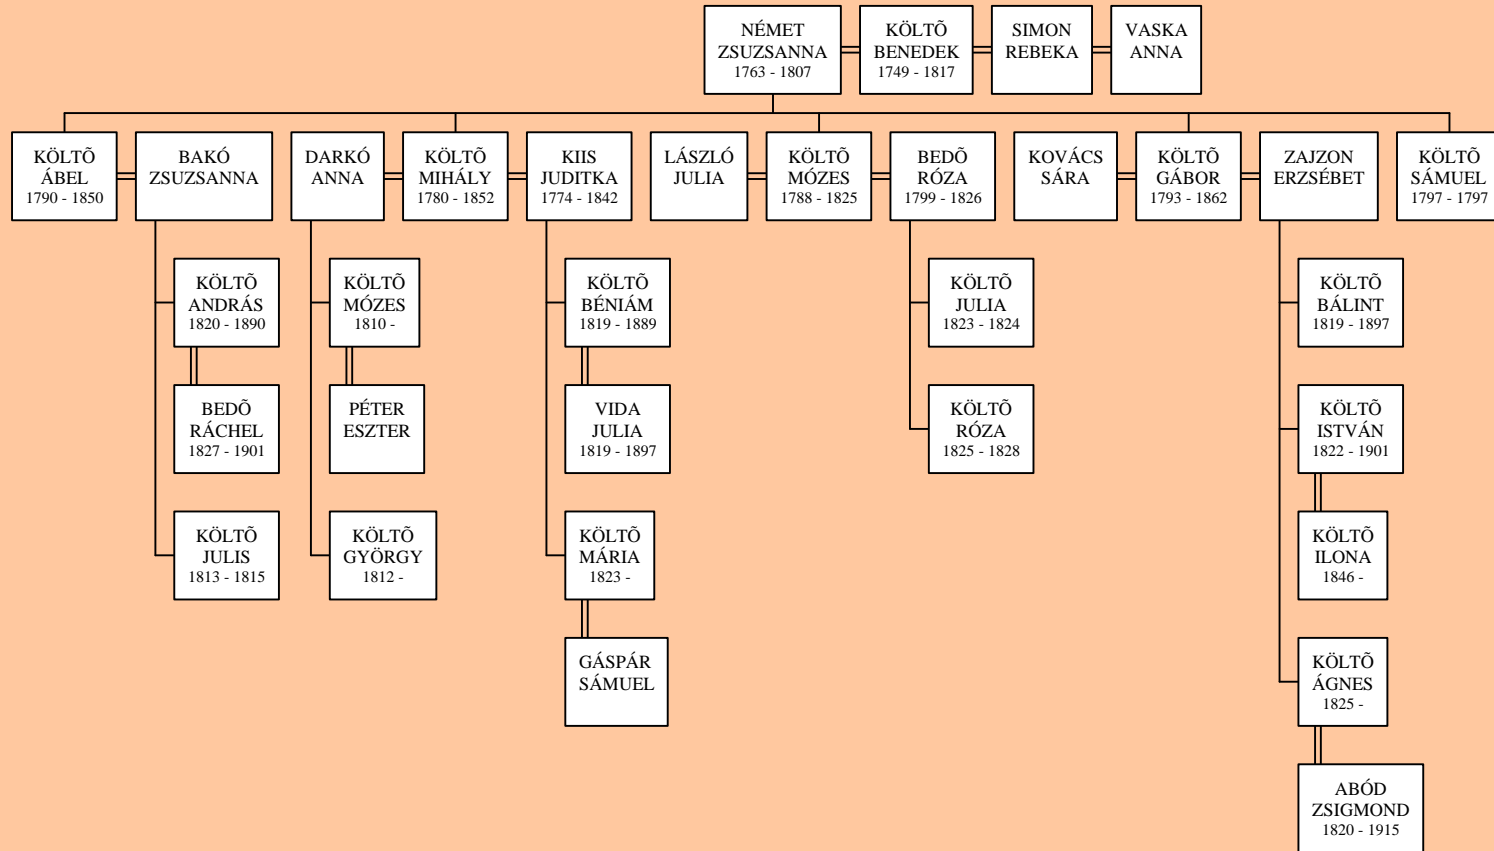 NÉMET
ZSUZSANNA
1763 - 1807
KÖLTÕ
BENEDEK
1749 - 1817
SIMON
REBEKA
VASKA
ANNA
KÖLTÕ
ÁBEL
1790 - 1850
BAKÓ
ZSUZSANNA
DARKÓ
ANNA
KÖLTÕ
MIHÁLY
1780 - 1852
KIIS
JUDITKA
1774 - 1842
LÁSZLÓ
JULIA
KÖLTÕ
MÓZES
1788 - 1825
BEDÕ
RÓZA
1799 - 1826
KOVÁCS
SÁRA
KÖLTÕ
GÁBOR
1793 - 1862
ZAJZON
ERZSÉBET
KÖLTÕ
SÁMUEL
1797 - 1797
KÖLTÕ
ANDRÁS
1820 - 1890
KÖLTÕ
MÓZES
1810 -
KÖLTÕ
BÉNIÁM
1819 - 1889
KÖLTÕ
JULIA
1823 - 1824
KÖLTÕ
BÁLINT
1819 - 1897
BEDÕ
RÁCHEL
1827 - 1901
PÉTER
ESZTER
VIDA
JULIA
1819 - 1897
KÖLTÕ
RÓZA
1825 - 1828
KÖLTÕ
ISTVÁN
1822 - 1901
KÖLTÕ
JULIS
1813 - 1815
KÖLTÕ
GYÖRGY
1812 -
KÖLTÕ
MÁRIA
1823 -
KÖLTÕ
ILONA
1846 -
GÁSPÁR
SÁMUEL
KÖLTÕ
ÁGNES
1825 -
ABÓD
ZSIGMOND
1820 - 1915